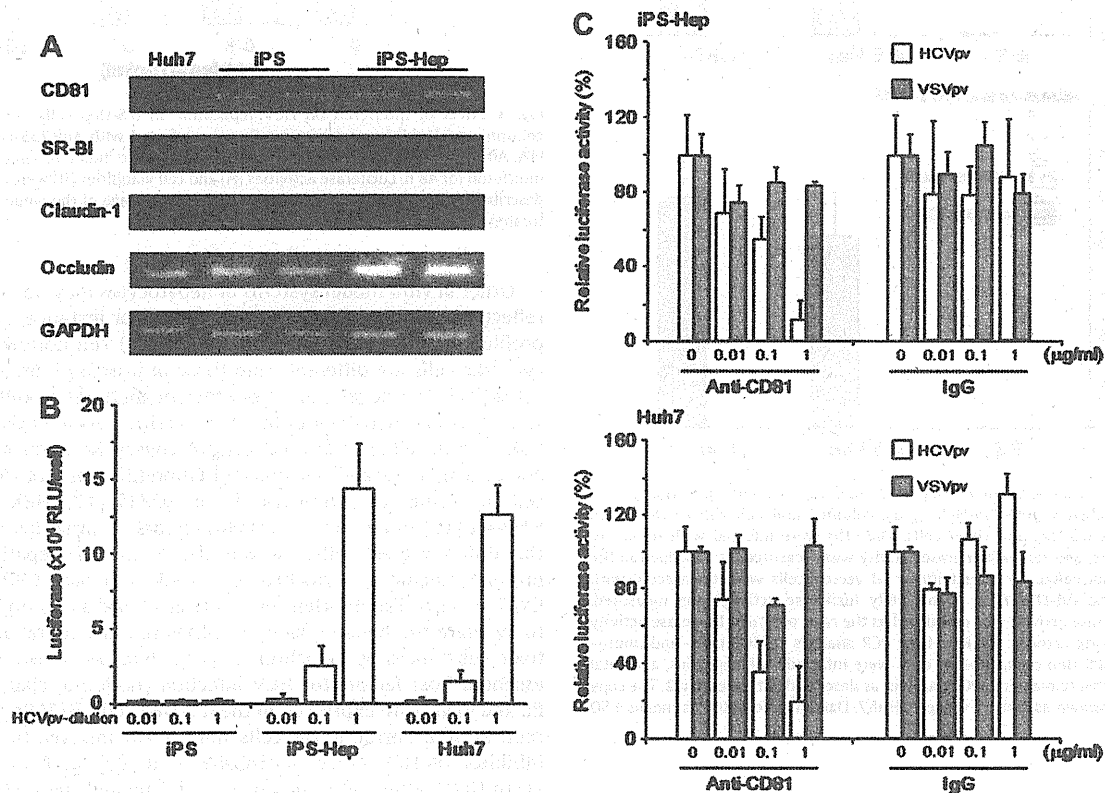 A
Huh7 iPS iPS-Hep
CD81
SR-BI
Claudin-1
Occludin
GAPDH
B
Luciferase (x10⁴ RLU/well)
20
15
10
5
0
HCVpv-dilution 0.01 0.1 1 0.01 0.1 1 0.01 0.1 1
iPS iPS-Hep Huh7
C
iPS-Hep
Relative luciferase activity (%)
160
120
80
40
0
HCVpv
VSVpv
0 0.01 0.1 1 0 0.01 0.1 1 (µg/ml)
Anti-CD81 IgG
Huh7
Relative luciferase activity (%)
160
120
80
40
0
HCVpv
VSVpv
0 0.01 0.1 1 0 0.01 0.1 1 (µg/ml)
Anti-CD81 IgG